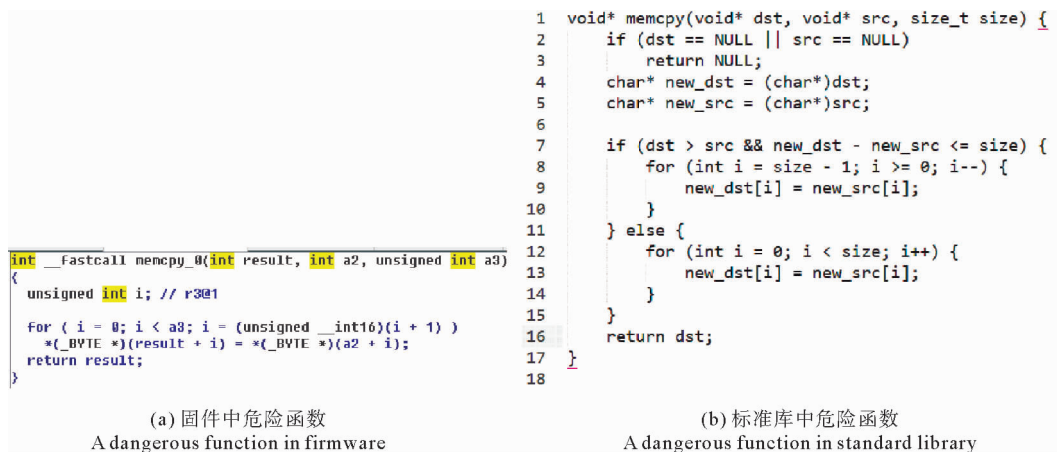 int __fastcall memcpy_0(int result, int a2, unsigned int a3)
{
unsigned int i; // r3@1
for ( i = 0; i < a3; i = (unsigned __int16)(i + 1) )
*(_BYTE *)(result + i) = *(_BYTE *)(a2 + i);
return result;
}
(a) 固件中危险函数
A dangerous function in firmware
1 void* memcpy(void* dst, void* src, size_t size) {
2 if (dst == NULL || src == NULL)
3 return NULL;
4 char* new_dst = (char*)dst;
5 char* new_src = (char*)src;
6
7 if (dst > src && new_dst - new_src <= size) {
8 for (int i = size - 1; i >= 0; i--) {
9 new_dst[i] = new_src[i];
10 }
11 } else {
12 for (int i = 0; i < size; i++) {
13 new_dst[i] = new_src[i];
14 }
15 }
16 return dst;
17 }
18
(b) 标准库中危险函数
A dangerous function in standard library